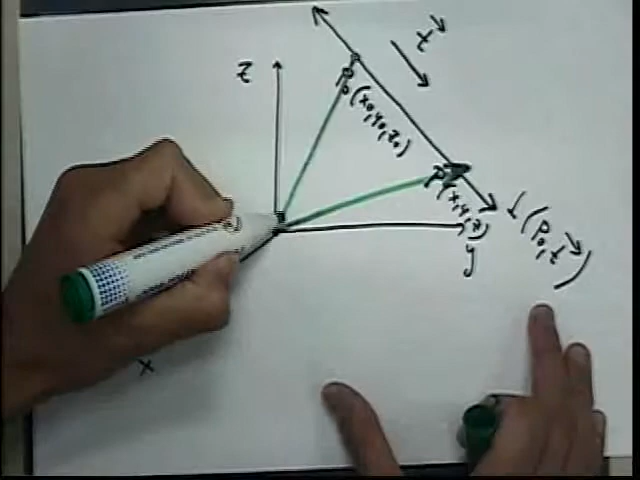 z
t
P₀(x₀, y₀, z₀)
P(x, y, z)
L(P₀, t)
y
x